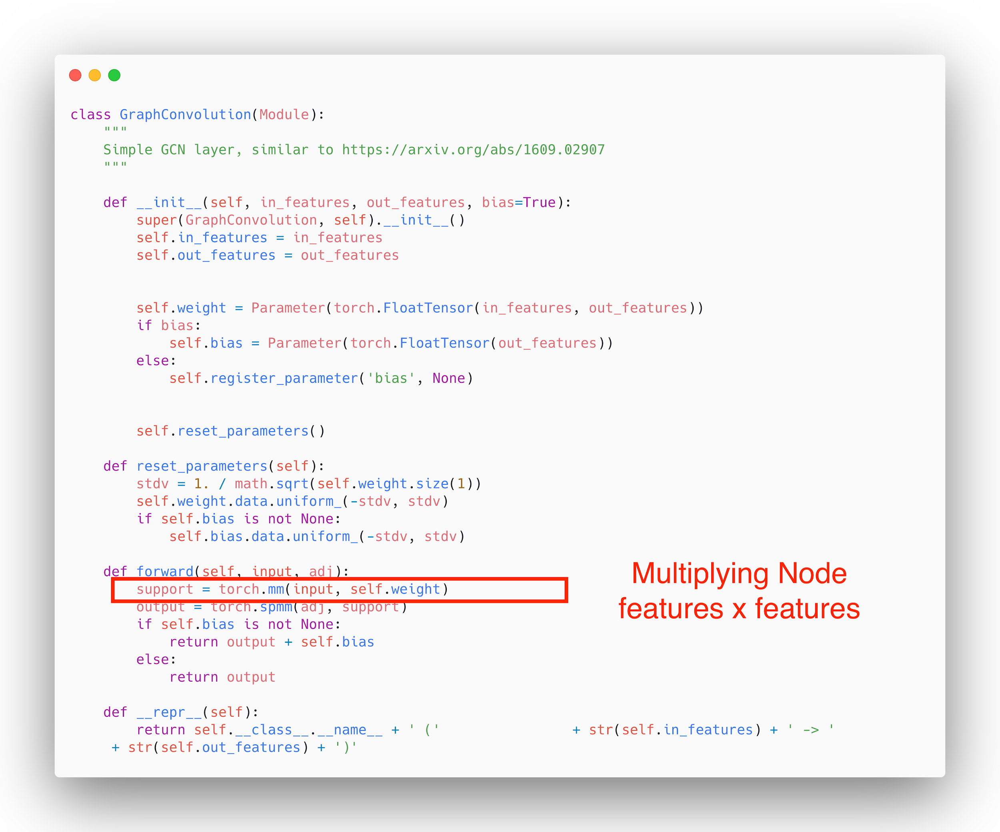 class GraphConvolution(Module):
    """
    Simple GCN layer, similar to https://arxiv.org/abs/1609.02907
    """
    def __init__(self, in_features, out_features, bias=True):
        super(GraphConvolution, self).__init__()
        self.in_features = in_features
        self.out_features = out_features
        self.weight = Parameter(torch.FloatTensor(in_features, out_features))
        if bias:
            self.bias = Parameter(torch.FloatTensor(out_features))
        else:
            self.register_parameter('bias', None)
        self.reset_parameters()
    def reset_parameters(self):
        stdv = 1. / math.sqrt(self.weight.size(1))
        self.weight.data.uniform_(-stdv, stdv)
        if self.bias is not None:
            self.bias.data.uniform_(-stdv, stdv)
    def forward(self, input, adj):
        support = torch.mm(input, self.weight)
        output = torch.spmm(adj, support)
        if self.bias is not None:
            return output + self.bias
        else:
            return output
    def __repr__(self):
        return self.__class__.__name__ + ' ('                + str(self.in_features) + ' -> '
     + str(self.out_features) + ')'
Multiplying Node
features x features